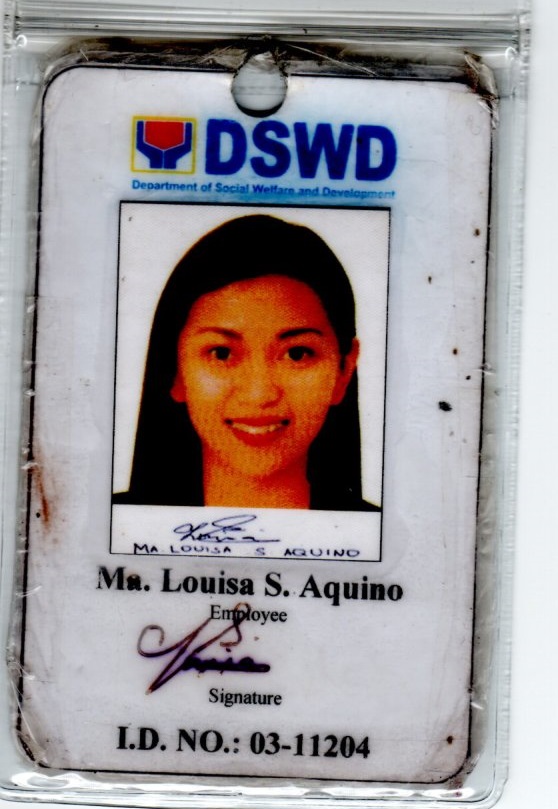 DSWD
Department of Social Welfare and Development
MA. LOUISA S AQUINO
Ma. Louisa S. Aquino
Employee
Signature
I.D. NO.: 03-11204